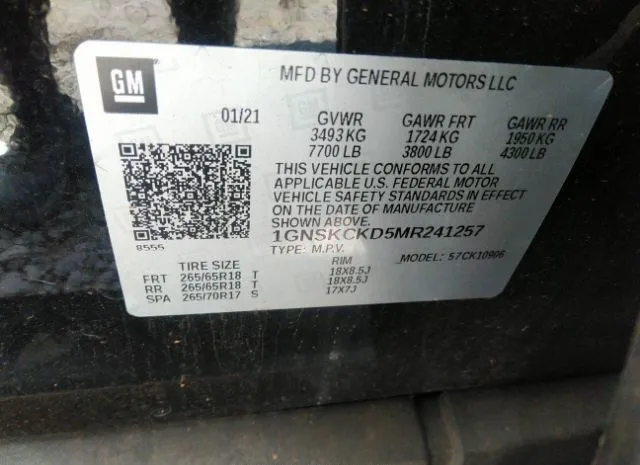 GM
MFD BY GENERAL MOTORS LLC
01/21 GVWR GAWR FRT GAWR RR
3493 KG 1724 KG 1950 KG
7700 LB 3800 LB 4300 LB
THIS VEHICLE CONFORMS TO ALL
APPLICABLE U.S. FEDERAL MOTOR
VEHICLE SAFETY STANDARDS IN EFFECT
ON THE DATE OF MANUFACTURE
1GNSKCKD5MR241257
8555
TYPE: M.P.V. MODEL: 57CK10906
TIRE SIZE RIM
FRT 265/65R18 T 18X8.5J
RR 265/65R18 T 18X8.5J
SPA 265/70R17 S 17X7J